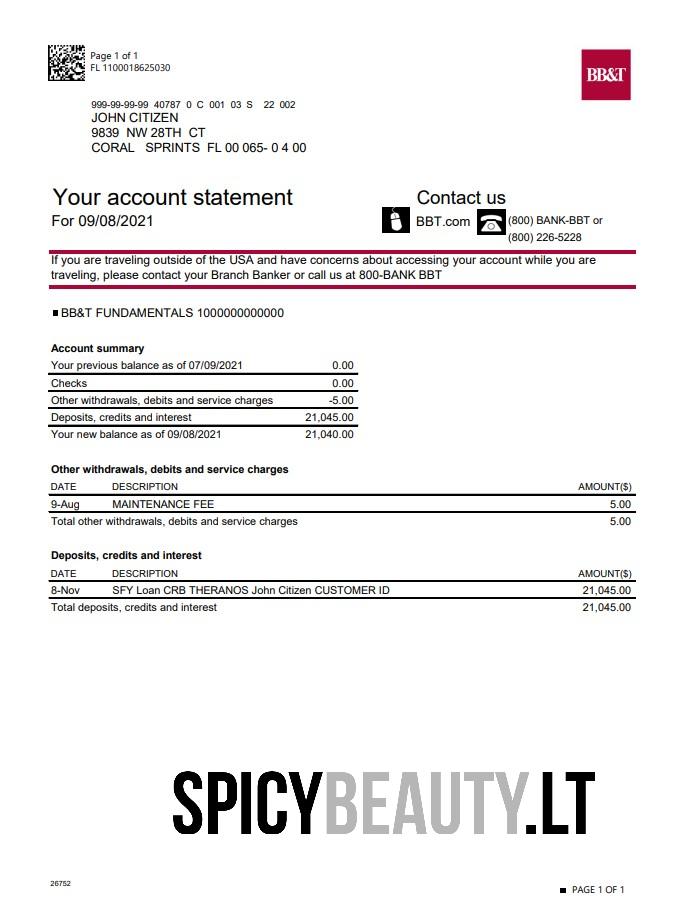 Page 1 of 1
FL 1100018625030
BB&T
999-99-99-99 40787 0 C 001 03 S 22 002
JOHN CITIZEN
9839 NW 28TH CT
CORAL SPRINTS FL 00 065- 0 4 00
Your account statement
For 09/08/2021
Contact us
BBT.com (800) BANK-BBT or
(800) 226-5228
If you are traveling outside of the USA and have concerns about accessing your account while you are
traveling, please contact your Branch Banker or call us at 800-BANK BBT
BB&T FUNDAMENTALS 1000000000000
Account summary
Your previous balance as of 07/09/2021 0.00
Checks 0.00
Other withdrawals, debits and service charges -5.00
Deposits, credits and interest 21,045.00
Your new balance as of 09/08/2021 21,040.00
Other withdrawals, debits and service charges
DATE DESCRIPTION AMOUNT($)
9-Aug MAINTENANCE FEE 5.00
Total other withdrawals, debits and service charges 5.00
Deposits, credits and interest
DATE DESCRIPTION AMOUNT($)
8-Nov SFY Loan CRB THERANOS John Citizen CUSTOMER ID 21,045.00
Total deposits, credits and interest 21,045.00
SPICYBEAUTY.LT
26752
PAGE 1 OF 1